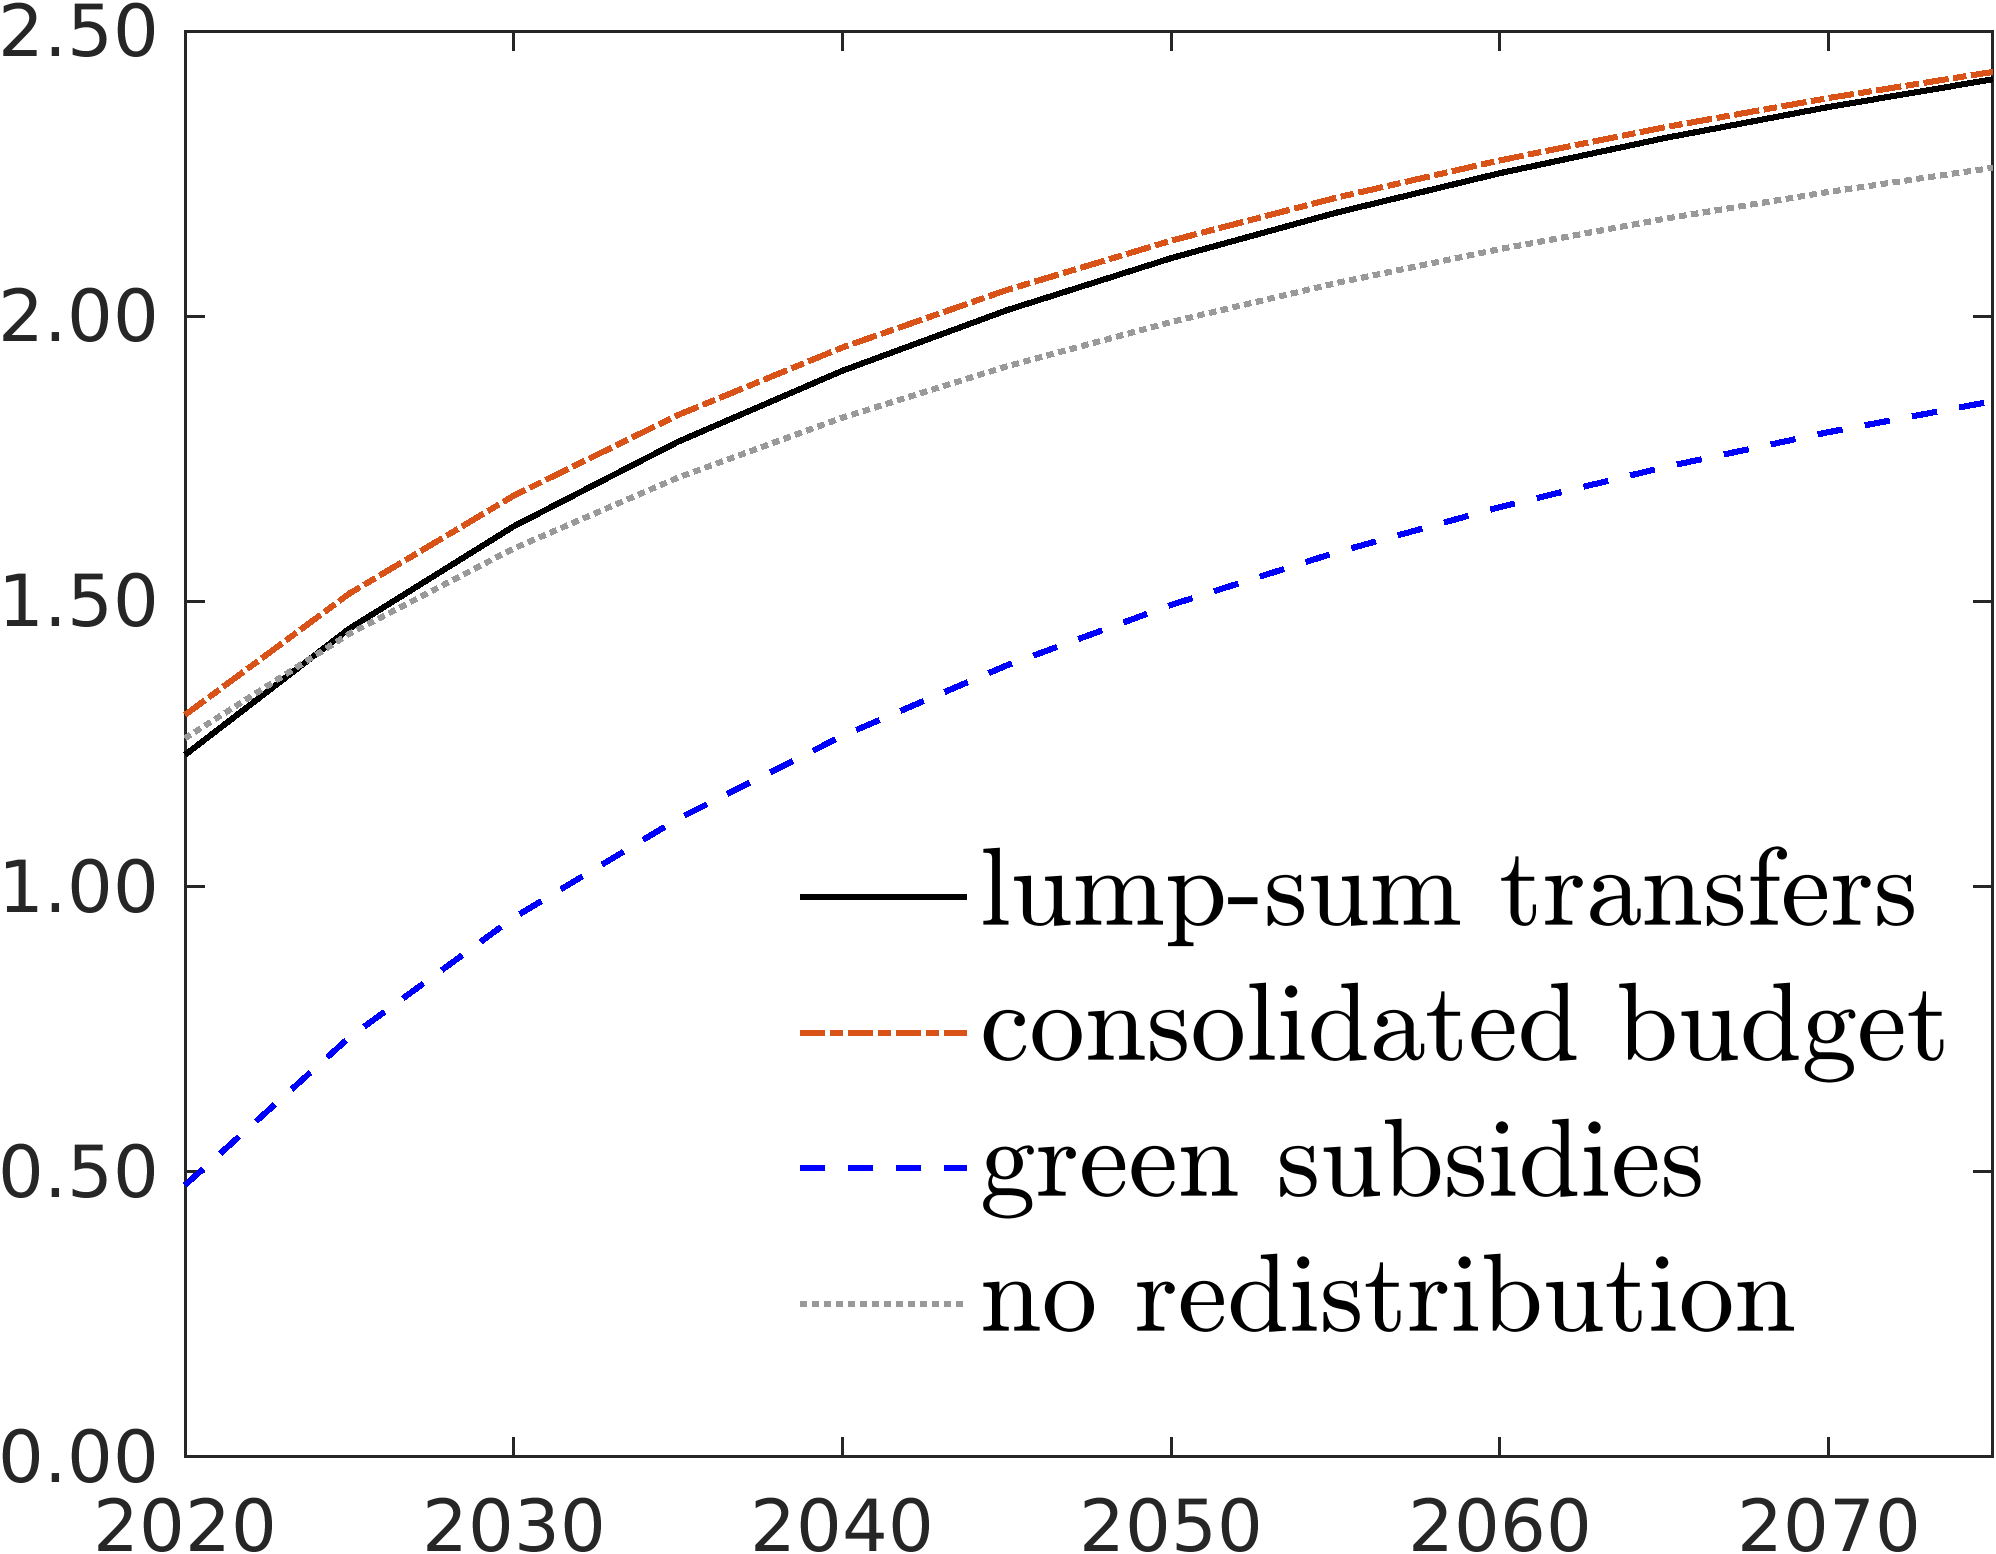 2.50
2.00
1.50
1.00
0.50
0.00
lump-sum transfers
consolidated budget
green subsidies
no redistribution
2020 2030 2040 2050 2060 2070